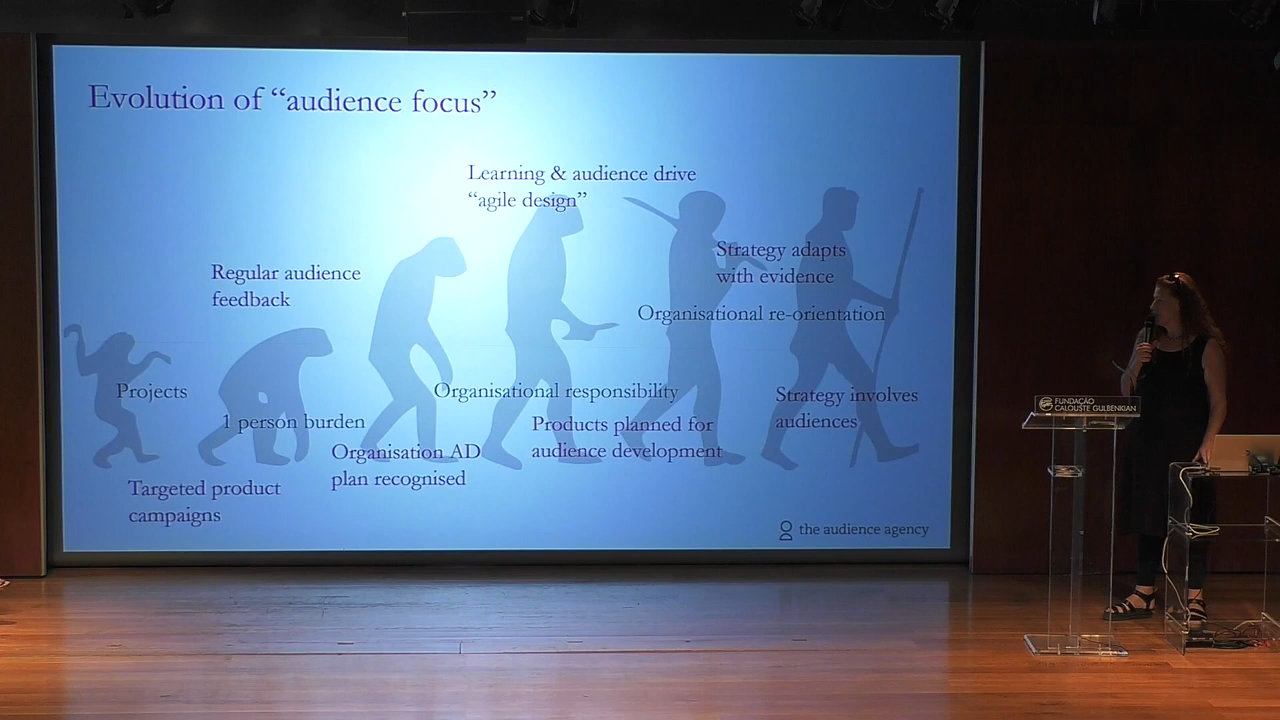 Evolution of “audience focus”
Learning & audience drive
“agile design”
Regular audience
feedback
Strategy adapts
with evidence
Organisational re-orientation
Projects
Organisational responsibility
Strategy involves
audiences
1 person burden
Products planned for
audience development
Organisation AD
plan recognised
Targeted product
campaigns
the audience agency
FUNDAÇÃO
CALOUSTE GULBENKIAN